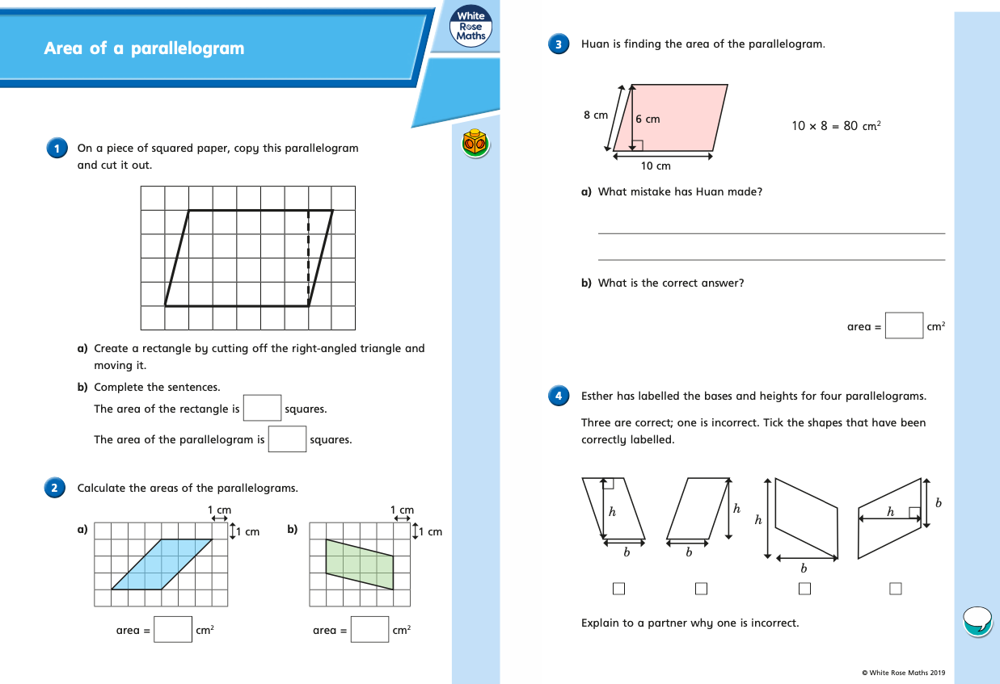 Area of a parallelogram
White
Rose
Maths
1 On a piece of squared paper, copy this parallelogram
and cut it out.
a) Create a rectangle by cutting off the right-angled triangle and
moving it.
b) Complete the sentences.
The area of the rectangle is squares.
The area of the parallelogram is squares.
2 Calculate the areas of the parallelograms.
a) 1 cm
1 cm
area = cm²
b) 1 cm
1 cm
area = cm²
3 Huan is finding the area of the parallelogram.
8 cm
6 cm
10 cm
10 × 8 = 80 cm²
a) What mistake has Huan made?
b) What is the correct answer?
area = cm²
4 Esther has labelled the bases and heights for four parallelograms.
Three are correct; one is incorrect. Tick the shapes that have been
correctly labelled.
h
b
h
b
h
b
h
b
Explain to a partner why one is incorrect.
© White Rose Maths 2019